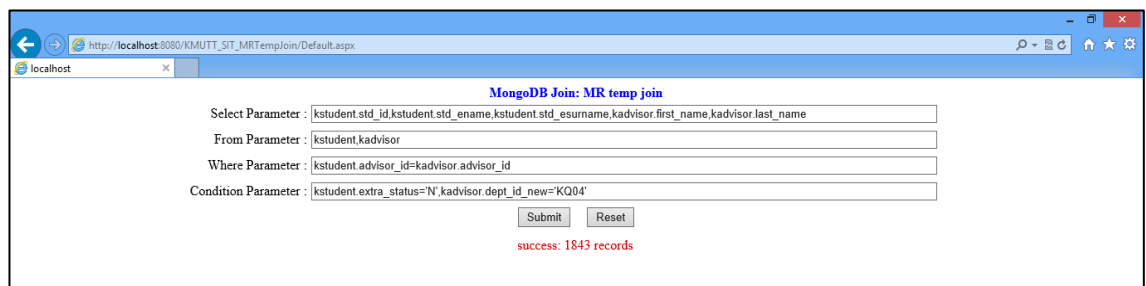 http://localhost:8080/KMUTT_SIT_MRTempJoin/Default.aspx
localhost
MongoDB Join: MR temp join
Select Parameter : kstudent.std_id,kstudent.std_ename,kstudent.std_esurname,kadvisor.first_name,kadvisor.last_name
From Parameter : kstudent,kadvisor
Where Parameter : kstudent.advisor_id=kadvisor.advisor_id
Condition Parameter : kstudent.extra_status='N',kadvisor.dept_id_new='KQ04'
Submit Reset
success: 1843 records